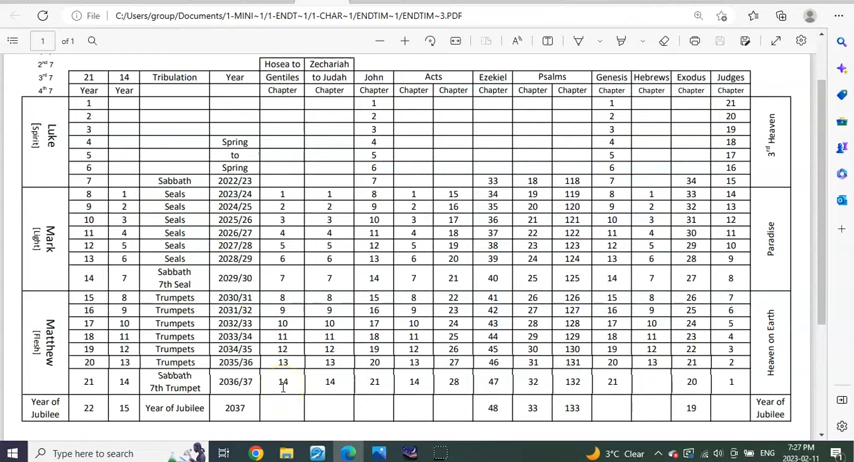 File | C:/Users/group/Documents/1-MINI~1/1-ENDT~1/1-CHAR~1/ENDTIM~1/ENDTIM~3.PDF
1 of 1
2nd 7 Hosea to Zechariah
3rd 7 21 14 Tribulation Year Gentiles to Judah John Acts Ezekiel Psalms Genesis Hebrews Exodus Judges
4th 7 Year Year Chapter Chapter Chapter Chapter Chapter Chapter Chapter Chapter Chapter Chapter Chapter Chapter
Luke [Spirit]
1 1 1 21
2 2 2 20
3 3 3 19
4 Spring 4 4 18
5 to 5 5 17
6 Spring 6 6 16
7 Sabbath 2022/23 7 33 18 118 7 34 15
3rd Heaven
Mark [Light]
8 1 Seals 2023/24 1 1 8 1 15 34 19 119 8 1 33 14
9 2 Seals 2024/25 2 2 9 2 16 35 20 120 9 2 32 13
10 3 Seals 2025/26 3 3 10 3 17 36 21 121 10 3 31 12
11 4 Seals 2026/27 4 4 11 4 18 37 22 122 11 4 30 11
12 5 Seals 2027/28 5 5 12 5 19 38 23 123 12 5 29 10
13 6 Seals 2028/29 6 6 13 6 20 39 24 124 13 6 28 9
14 7 Sabbath 7th Seal 2029/30 7 7 14 7 21 40 25 125 14 7 27 8
Paradise
Matthew [Flesh]
15 8 Trumpets 2030/31 8 8 15 8 22 41 26 126 15 8 26 7
16 9 Trumpets 2031/32 9 9 16 9 23 42 27 127 16 9 25 6
17 10 Trumpets 2032/33 10 10 17 10 24 43 28 128 17 10 24 5
18 11 Trumpets 2033/34 11 11 18 11 25 44 29 129 18 11 23 4
19 12 Trumpets 2034/35 12 12 19 12 26 45 30 130 19 12 22 3
20 13 Trumpets 2035/36 13 13 20 13 27 46 31 131 20 13 21 2
21 14 Sabbath 7th Trumpet 2036/37 14 14 21 14 28 47 32 132 21 20 1
Heaven on Earth
Year of Jubilee 22 15 Year of Jubilee 2037 48 33 133 19 Year of Jubilee
Type here to search
3°C Clear
ENG
7:27 PM
2023-02-11